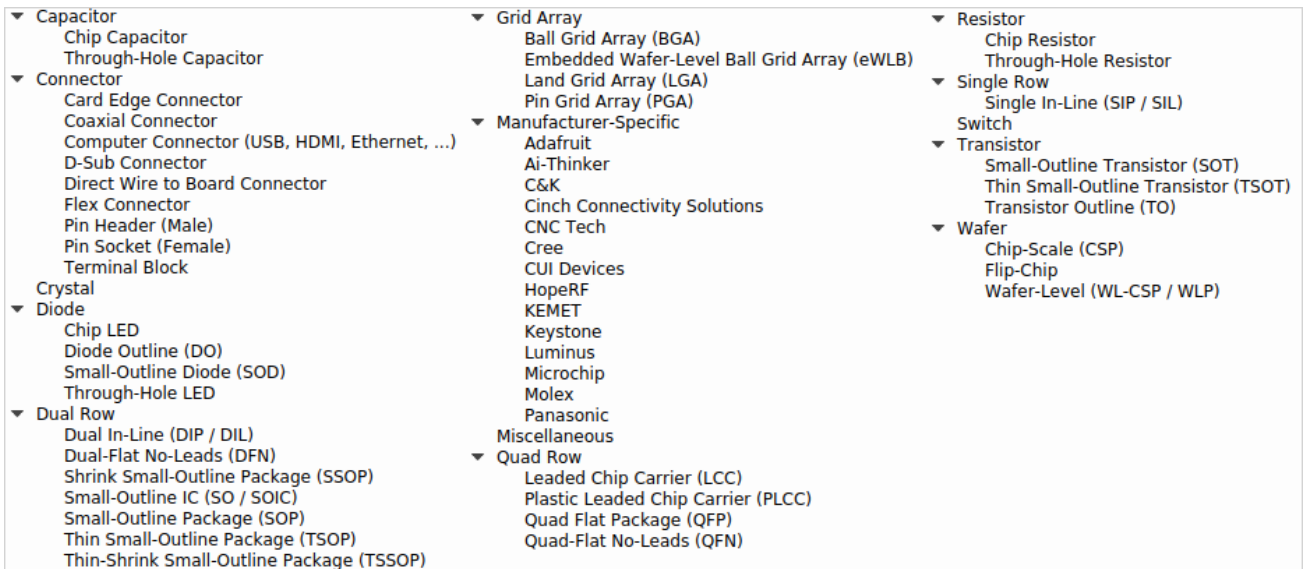 Capacitor
Chip Capacitor
Through-Hole Capacitor
Connector
Card Edge Connector
Coaxial Connector
Computer Connector (USB, HDMI, Ethernet, ...)
D-Sub Connector
Direct Wire to Board Connector
Flex Connector
Pin Header (Male)
Pin Socket (Female)
Terminal Block
Crystal
Diode
Chip LED
Diode Outline (DO)
Small-Outline Diode (SOD)
Through-Hole LED
Dual Row
Dual In-Line (DIP / DIL)
Dual-Flat No-Leads (DFN)
Shrink Small-Outline Package (SSOP)
Small-Outline IC (SO / SOIC)
Small-Outline Package (SOP)
Thin Small-Outline Package (TSOP)
Thin-Shrink Small-Outline Package (TSSOP)
Grid Array
Ball Grid Array (BGA)
Embedded Wafer-Level Ball Grid Array (eWLB)
Land Grid Array (LGA)
Pin Grid Array (PGA)
Manufacturer-Specific
Adafruit
Ai-Thinker
C&K
Cinch Connectivity Solutions
CNC Tech
Cree
CUI Devices
HopeRF
KEMET
Keystone
Luminus
Microchip
Molex
Panasonic
Miscellaneous
Quad Row
Leaded Chip Carrier (LCC)
Plastic Leaded Chip Carrier (PLCC)
Quad Flat Package (QFP)
Quad-Flat No-Leads (QFN)
Resistor
Chip Resistor
Through-Hole Resistor
Single Row
Single In-Line (SIP / SIL)
Switch
Transistor
Small-Outline Transistor (SOT)
Thin Small-Outline Transistor (TSOT)
Transistor Outline (TO)
Wafer
Chip-Scale (CSP)
Flip-Chip
Wafer-Level (WL-CSP / WLP)